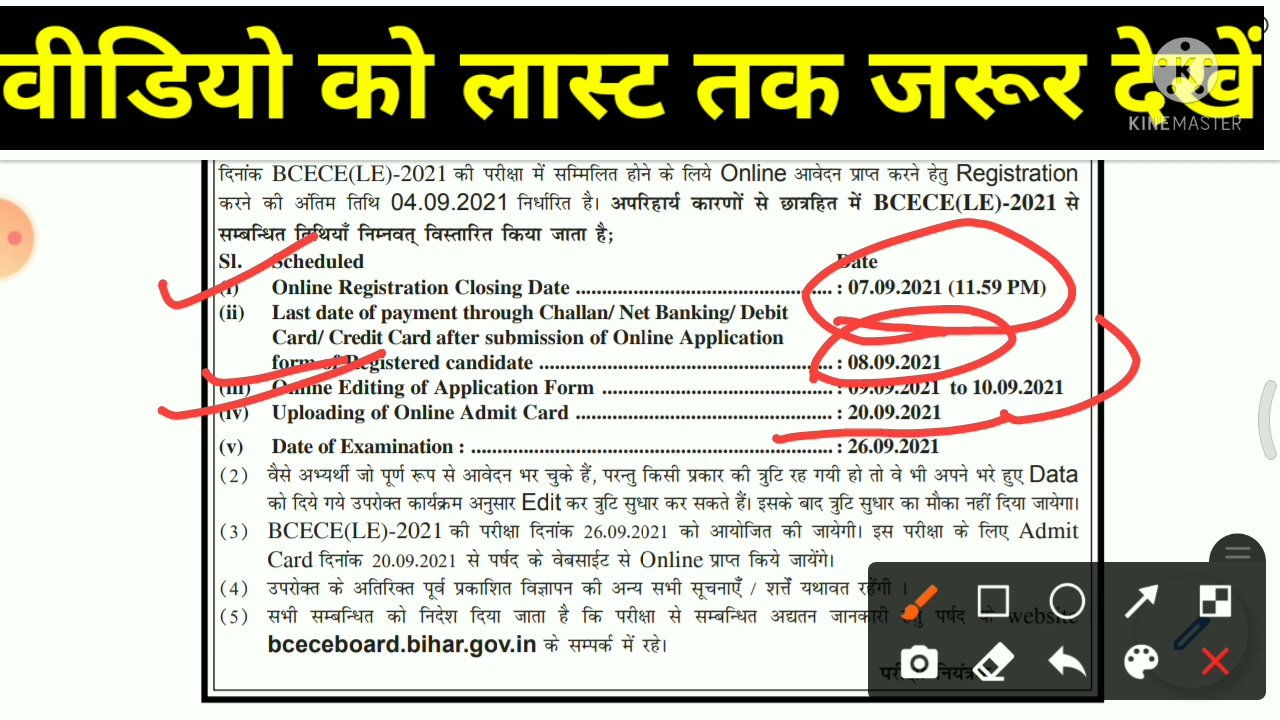 वीडियो को लास्ट तक जरूर देखें
KINEMASTER
दिनांक BCECE(LE)-2021 की परीक्षा में सम्मिलित होने के लिये Online आवेदन प्राप्त करने हेतु Registration
करने की अंतिम तिथि 04.09.2021 निर्धारित है। अपरिहार्य कारणों से छात्रहित में BCECE(LE)-2021 से
सम्बन्धित तिथियाँ निम्नवत् विस्तारित किया जाता है;
Sl. Scheduled Date
(i) Online Registration Closing Date : 07.09.2021 (11.59 PM)
(ii) Last date of payment through Challan/ Net Banking/ Debit
Card/ Credit Card after submission of Online Application
form of Registered candidate : 08.09.2021
(iii) Online Editing of Application Form : 09.09.2021 to 10.09.2021
(iv) Uploading of Online Admit Card : 20.09.2021
(v) Date of Examination : : 26.09.2021
(2) वैसे अभ्यर्थी जो पूर्ण रूप से आवेदन भर चुके हैं, परन्तु किसी प्रकार की त्रुटि रह गयी हो तो वे भी अपने भरे हुए Data
को दिये गये उपरोक्त कार्यक्रम अनुसार Edit कर त्रुटि सुधार कर सकते हैं। इसके बाद त्रुटि सुधार का मौका नहीं दिया जायेगा।
(3) BCECE(LE)-2021 की परीक्षा दिनांक 26.09.2021 को आयोजित की जायेगी। इस परीक्षा के लिए Admit
Card दिनांक 20.09.2021 से पर्षद के वेबसाईट से Online प्राप्त किये जायेंगे।
(4) उपरोक्त के अतिरिक्त पूर्व प्रकाशित विज्ञापन की अन्य सभी सूचनाएँ / शर्त्तें यथावत रहेंगी ।
(5) सभी सम्बन्धित को निदेश दिया जाता है कि परीक्षा से सम्बन्धित अद्यतन जानकारी हेतु पर्षद website
bceceboard.bihar.gov.in के सम्पर्क में रहे।